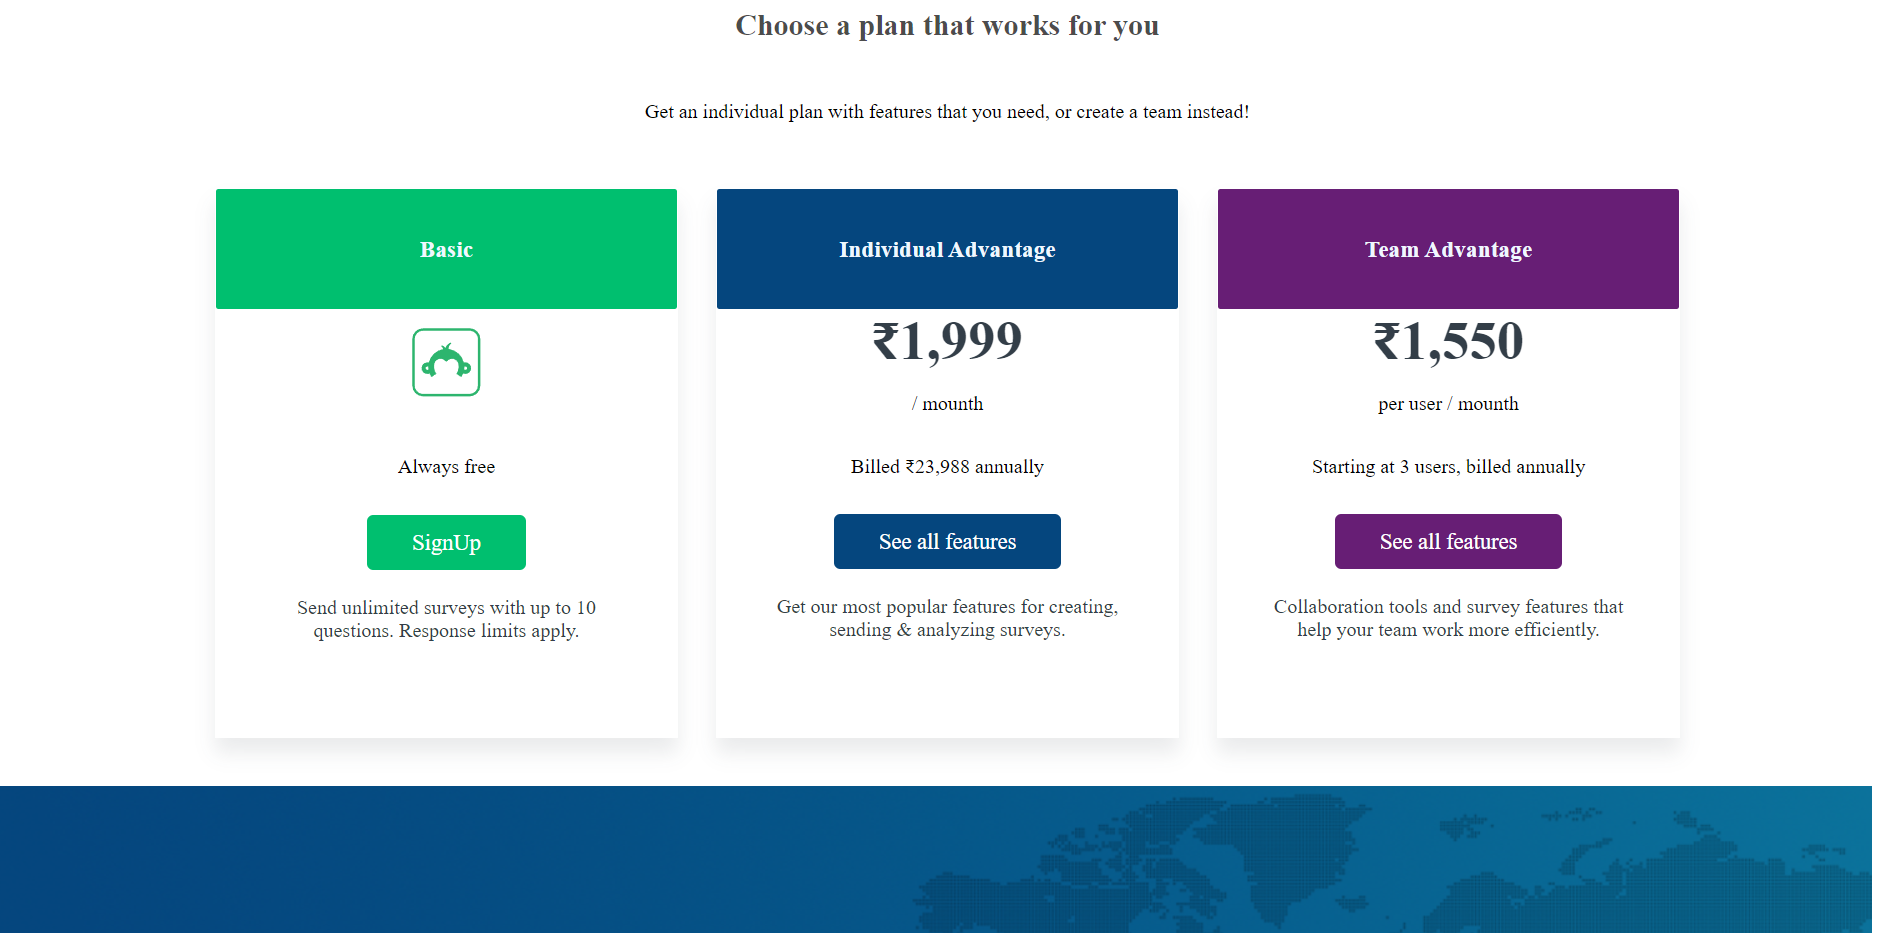 Choose a plan that works for you
Get an individual plan with features that you need, or create a team instead!
Basic
Always free
SignUp
Send unlimited surveys with up to 10
questions. Response limits apply.
Individual Advantage
₹1,999
/ mounth
Billed ₹23,988 annually
See all features
Get our most popular features for creating,
sending & analyzing surveys.
Team Advantage
₹1,550
per user / mounth
Starting at 3 users, billed annually
See all features
Collaboration tools and survey features that
help your team work more efficiently.